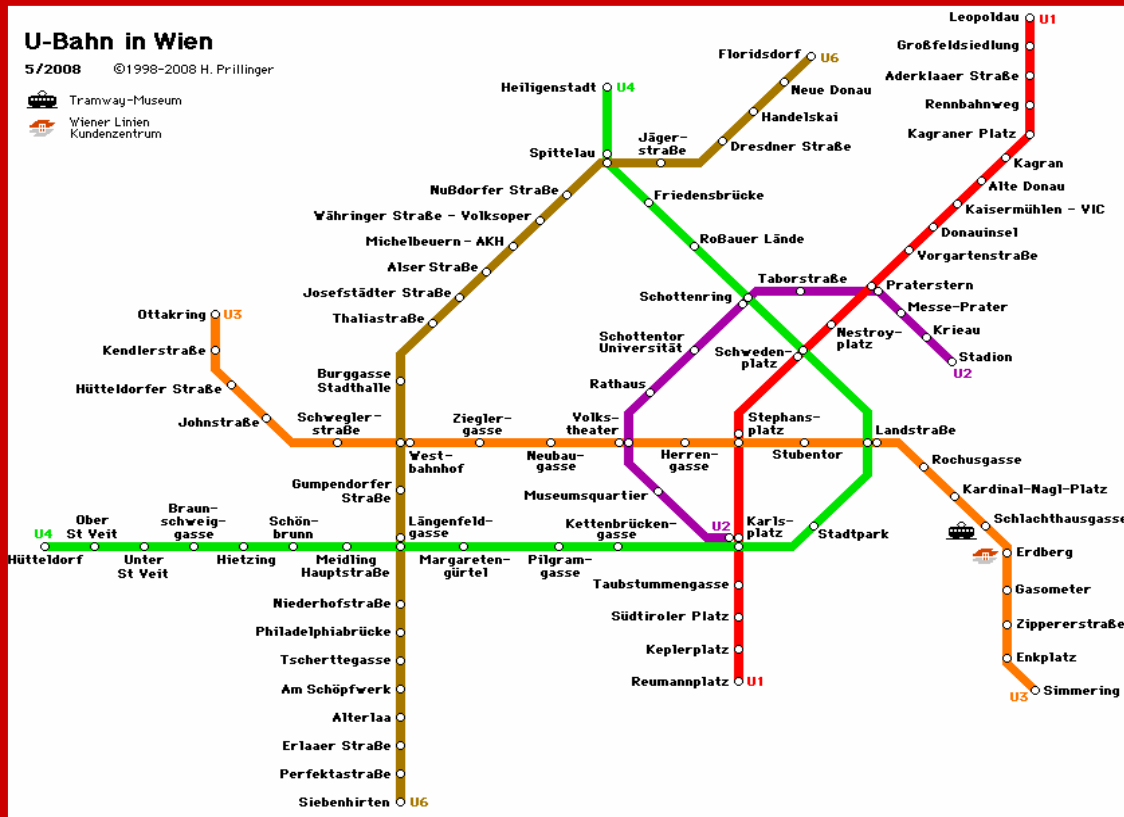 U-Bahn in Wien
5/2008 ©1998-2008 H. Prillinger
Tramway-Museum
Wiener Linien
Kundenzentrum
Leopoldau
U1
Großfeldsiedlung
Aderklaaer Straße
Rennbahnweg
Kagraner Platz
Kagran
Alte Donau
Kaisermühlen - VIC
Donauinsel
Vorgartenstraße
Praterstern
Nestroy-
platz
Schweden-
platz
Stephans-
platz
Karls-
platz
Taubstummengasse
Südtiroler Platz
Keplerplatz
Reumannplatz
U1
Floridsdorf
U6
Neue Donau
Handelskai
Dresdner Straße
Jäger-
straße
Spittelau
Nußdorfer Straße
Währinger Straße - Volksoper
Michelbeuern - AKH
Alser Straße
Josefstädter Straße
Thaliastraße
Burggasse
Stadthalle
West-
bahnhof
Gumpendorfer
Straße
Längenfeld-
gasse
Niederhofstraße
Philadelphiabrücke
Tscherttegasse
Am Schöpfwerk
Alterlaa
Erlaaer Straße
Perfektastraße
Siebenhirten
U6
Heiligenstadt
U4
Friedensbrücke
Roßauer Lände
Schottenring
Landstraße
Stadtpark
Kettenbrücken-
gasse
Pilgram-
gasse
Margareten-
gürtel
Meidling
Hauptstraße
Schön-
brunn
Hietzing
Braun-
schweig-
gasse
Unter
St Veit
Ober
St Veit
U4
Hütteldorf
Taborstraße
Messe-Prater
Krieau
Stadion
U2
Schottentor
Universität
Rathaus
Volks-
theater
Museumsquartier
U2
Ottakring
U3
Kendlerstraße
Hütteldorfer Straße
Johnstraße
Schwegler-
straße
Ziegler-
gasse
Neubau-
gasse
Herren-
gasse
Stubentor
Rochusgasse
Kardinal-Nagl-Platz
Schlachthausgasse
Erdberg
Gasometer
Zippererstraße
Enkplatz
U3
Simmering